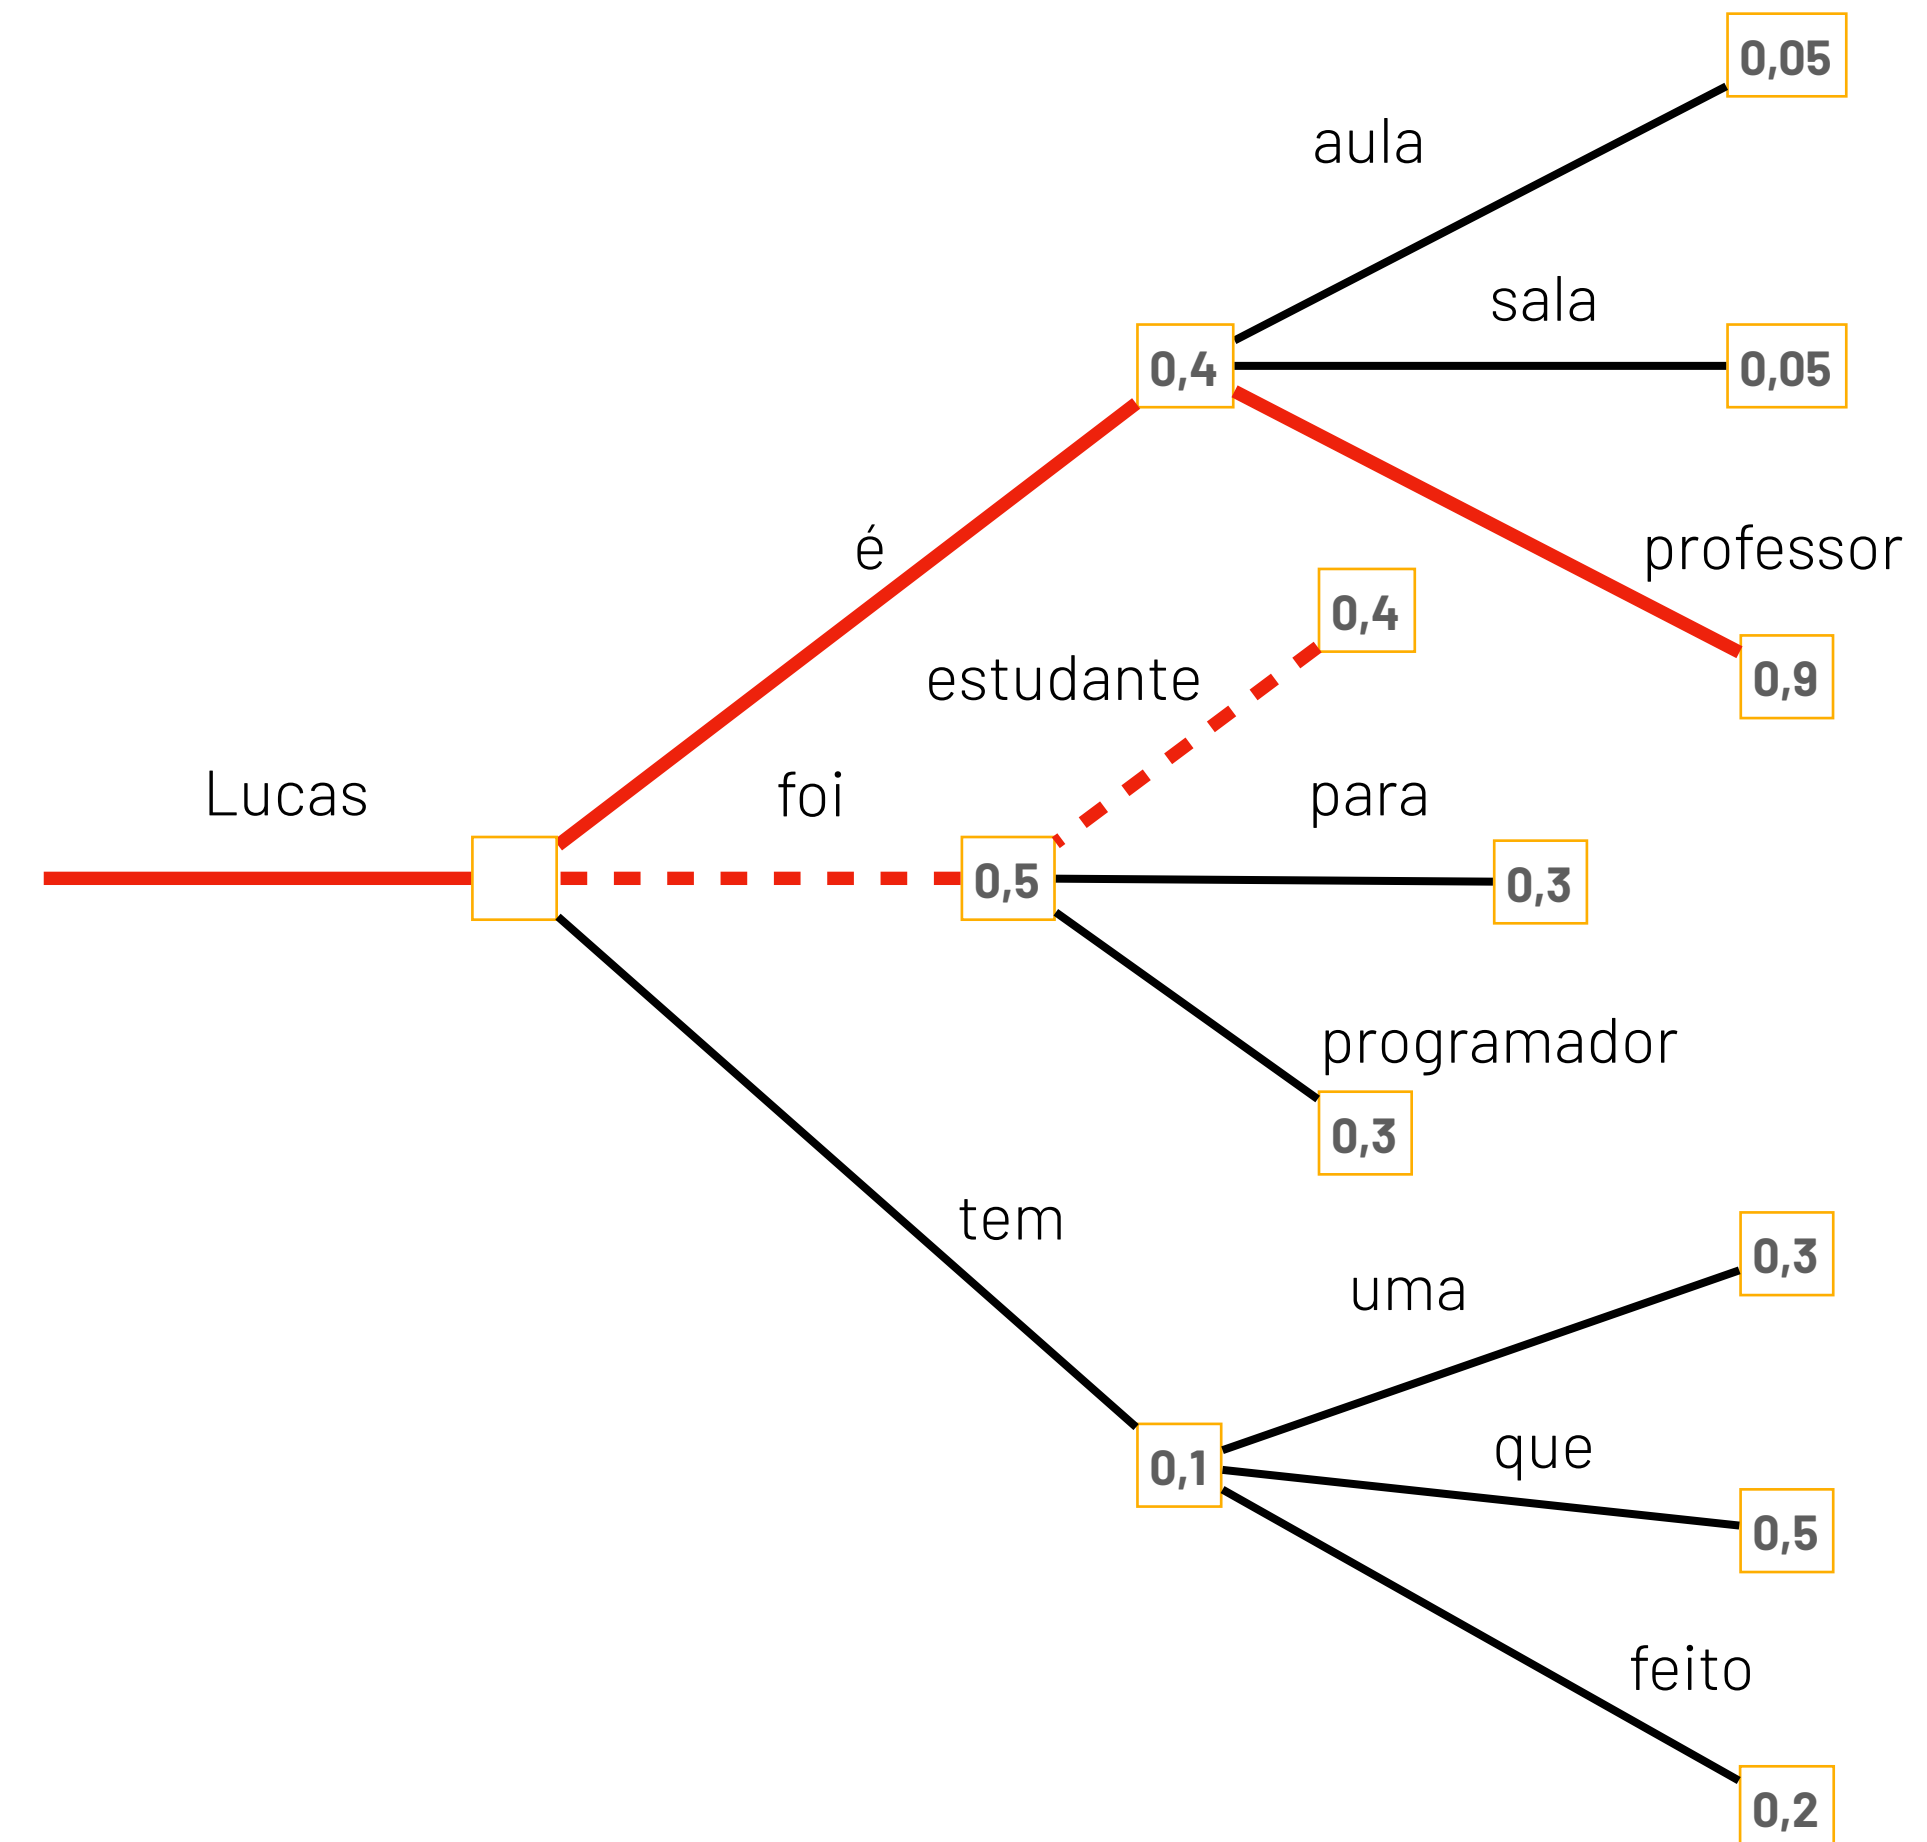 0,05
aula
sala
0,4
0,05
é
professor
0,4
estudante
0,9
Lucas
foi
para
0,5
0,3
programador
0,3
tem
0,3
uma
que
0,1
0,5
feito
0,2